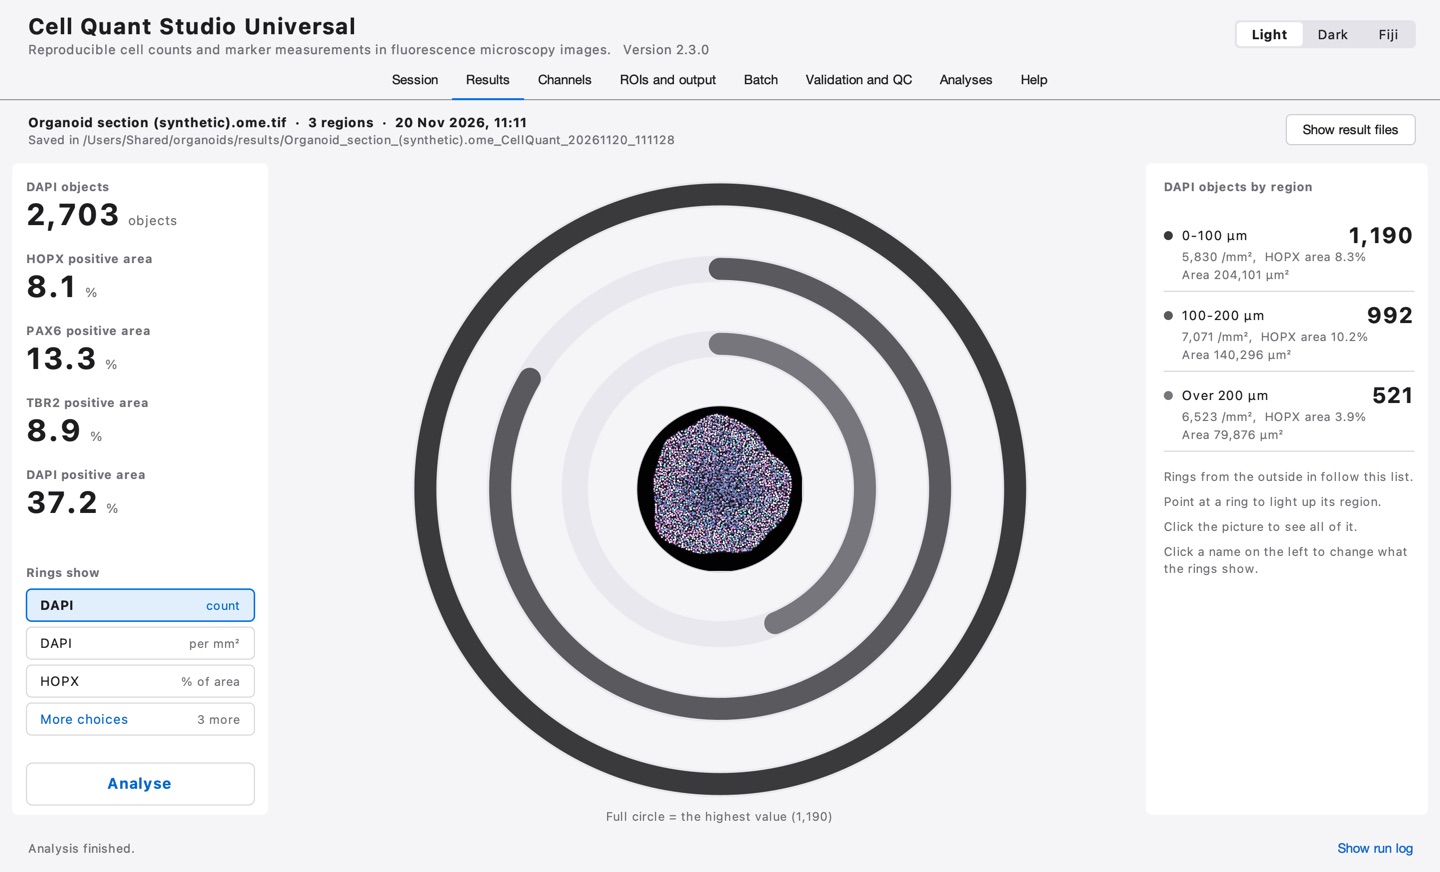 Cell Quant Studio Universal
Reproducible cell counts and marker measurements in fluorescence microscopy images. Version 2.3.0
Light Dark Fiji
Session Results Channels ROIs and output Batch Validation and QC Analyses Help
Organoid section (synthetic).ome.tif · 3 regions · 20 Nov 2026, 11:11
Saved in /Users/Shared/organoids/results/Organoid_section_(synthetic).ome_CellQuant_20261120_111128
Show result files
DAPI objects
2,703 objects
HOPX positive area
8.1 %
PAX6 positive area
13.3 %
TBR2 positive area
8.9 %
DAPI positive area
37.2 %
Rings show
DAPI count
DAPI per mm²
HOPX % of area
More choices 3 more
Analyse
Full circle = the highest value (1,190)
DAPI objects by region
0-100 µm 1,190
5,830 /mm², HOPX area 8.3%
Area 204,101 µm²
100-200 µm 992
7,071 /mm², HOPX area 10.2%
Area 140,296 µm²
Over 200 µm 521
6,523 /mm², HOPX area 3.9%
Area 79,876 µm²
Rings from the outside in follow this list.
Point at a ring to light up its region.
Click the picture to see all of it.
Click a name on the left to change what
the rings show.
Analysis finished.
Show run log